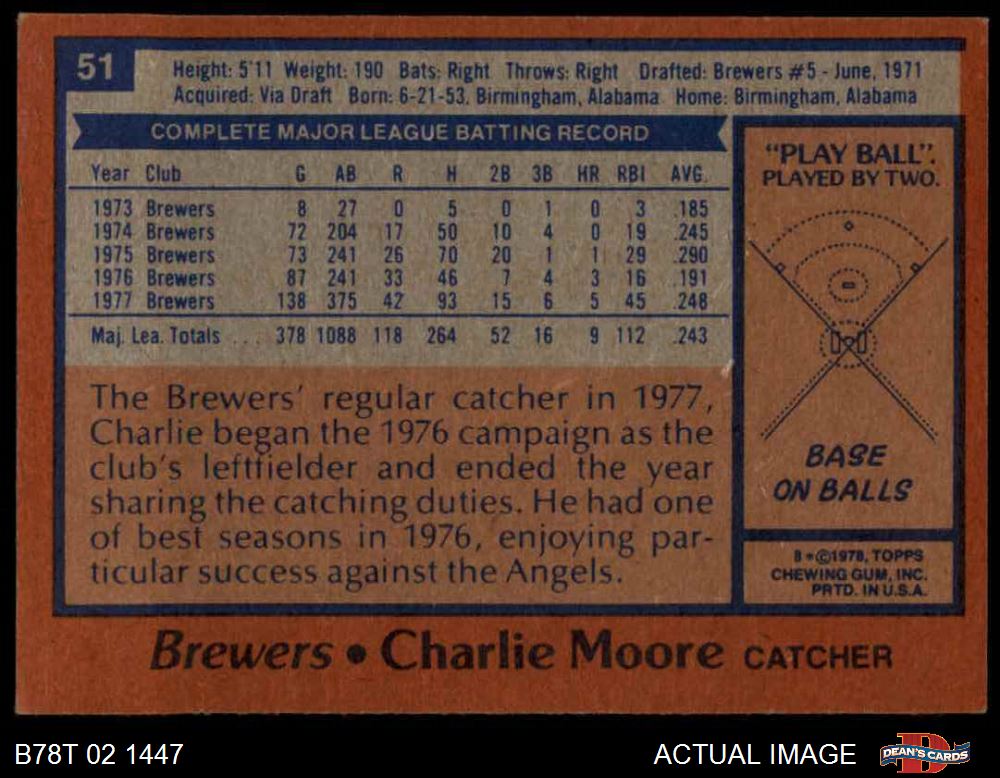 51
Height: 5'11 Weight: 190 Bats: Right Throws: Right Drafted: Brewers #5 - June, 1971
Acquired: Via Draft Born: 6-21-53, Birmingham, Alabama Home: Birmingham, Alabama
COMPLETE MAJOR LEAGUE BATTING RECORD
Year Club G AB R H 2B 3B HR RBI AVG.
1973 Brewers 8 27 0 5 0 1 0 3 .185
1974 Brewers 72 204 17 50 10 4 0 19 .245
1975 Brewers 73 241 26 70 20 1 1 29 .290
1976 Brewers 87 241 33 46 7 4 3 16 .191
1977 Brewers 138 375 42 93 15 6 5 45 .248
Maj. Lea. Totals ... 378 1088 118 264 52 16 9 112 .243
The Brewers' regular catcher in 1977,
Charlie began the 1976 campaign as the
club's leftfielder and ended the year
sharing the catching duties. He had one
of best seasons in 1976, enjoying par-
ticular success against the Angels.
"PLAY BALL".
PLAYED BY TWO.
BASE
ON BALLS
8 *©1978, TOPPS
CHEWING GUM, INC.
PRTD. IN U.S.A.
Brewers • Charlie Moore CATCHER
B78T 02 1447
ACTUAL IMAGE
D
DEAN'S CARDS